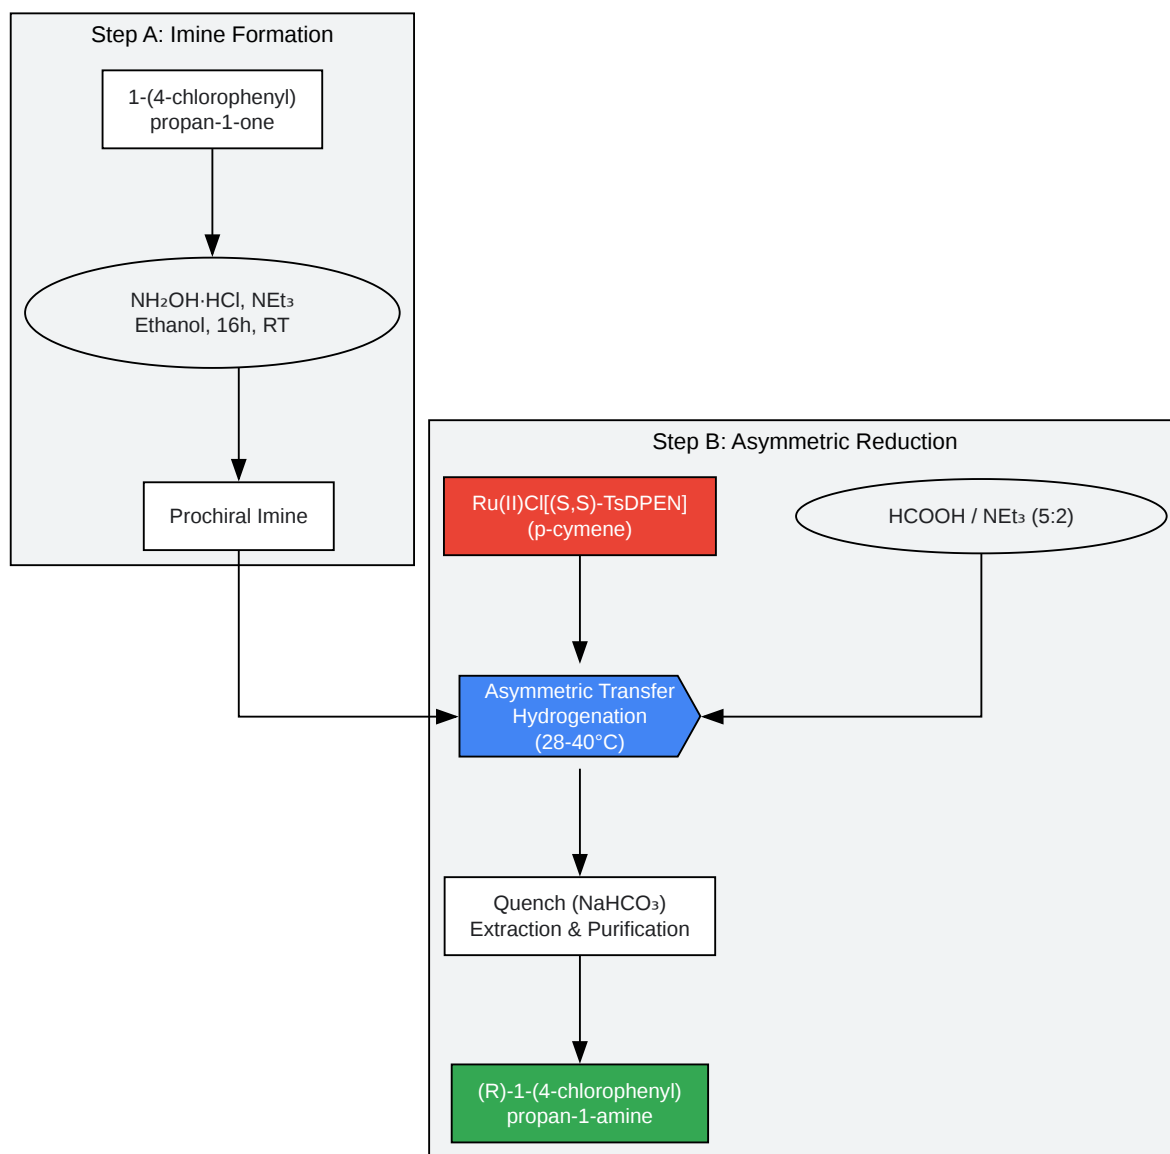 Step A: Imine Formation
1-(4-chlorophenyl)
propan-1-one
NH₂OH·HCl, NEt₃
Ethanol, 16h, RT
Prochiral Imine
Step B: Asymmetric Reduction
Ru(II)Cl[(S,S)-TsDPEN]
(p-cymene)
HCOOH / NEt₃ (5:2)
Asymmetric Transfer
Hydrogenation
(28-40°C)
Quench (NaHCO₃)
Extraction & Purification
(R)-1-(4-chlorophenyl)
propan-1-amine